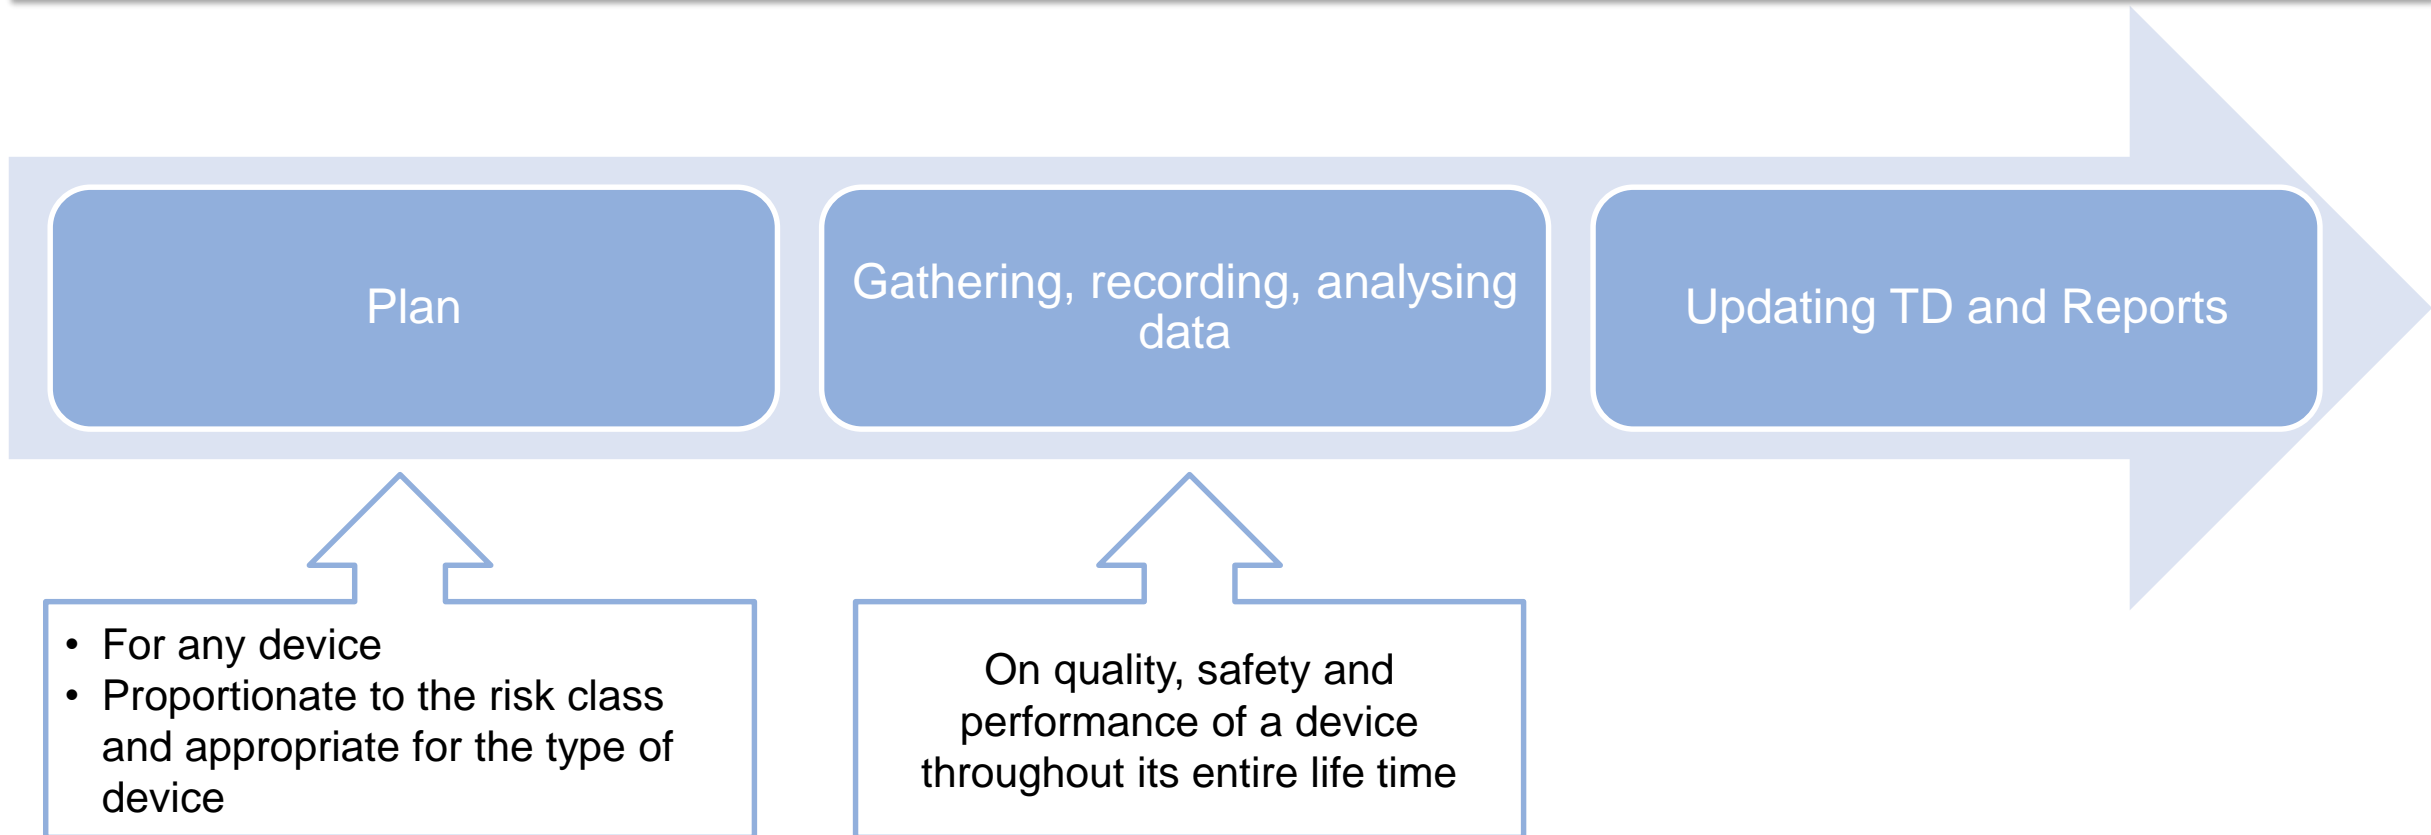 Plan
Gathering, recording, analysing
data
Updating TD and Reports
• For any device
• Proportionate to the risk class
and appropriate for the type of
device
On quality, safety and
performance of a device
throughout its entire life time